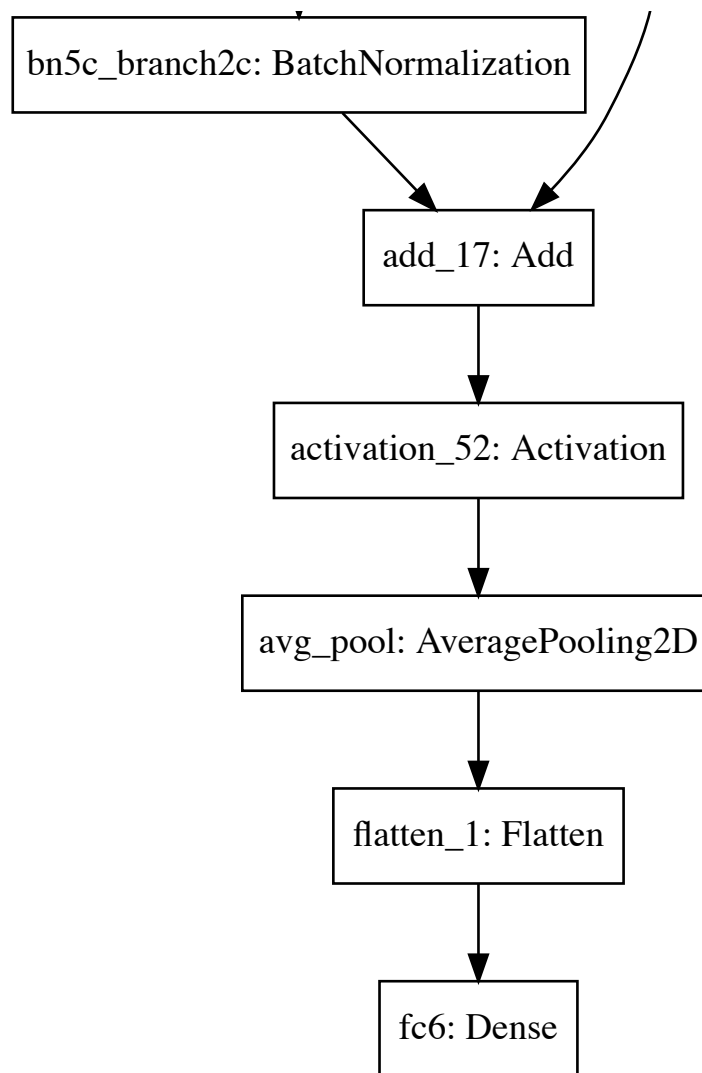 bn5c_branch2c: BatchNormalization
add_17: Add
activation_52: Activation
avg_pool: AveragePooling2D
flatten_1: Flatten
fc6: Dense